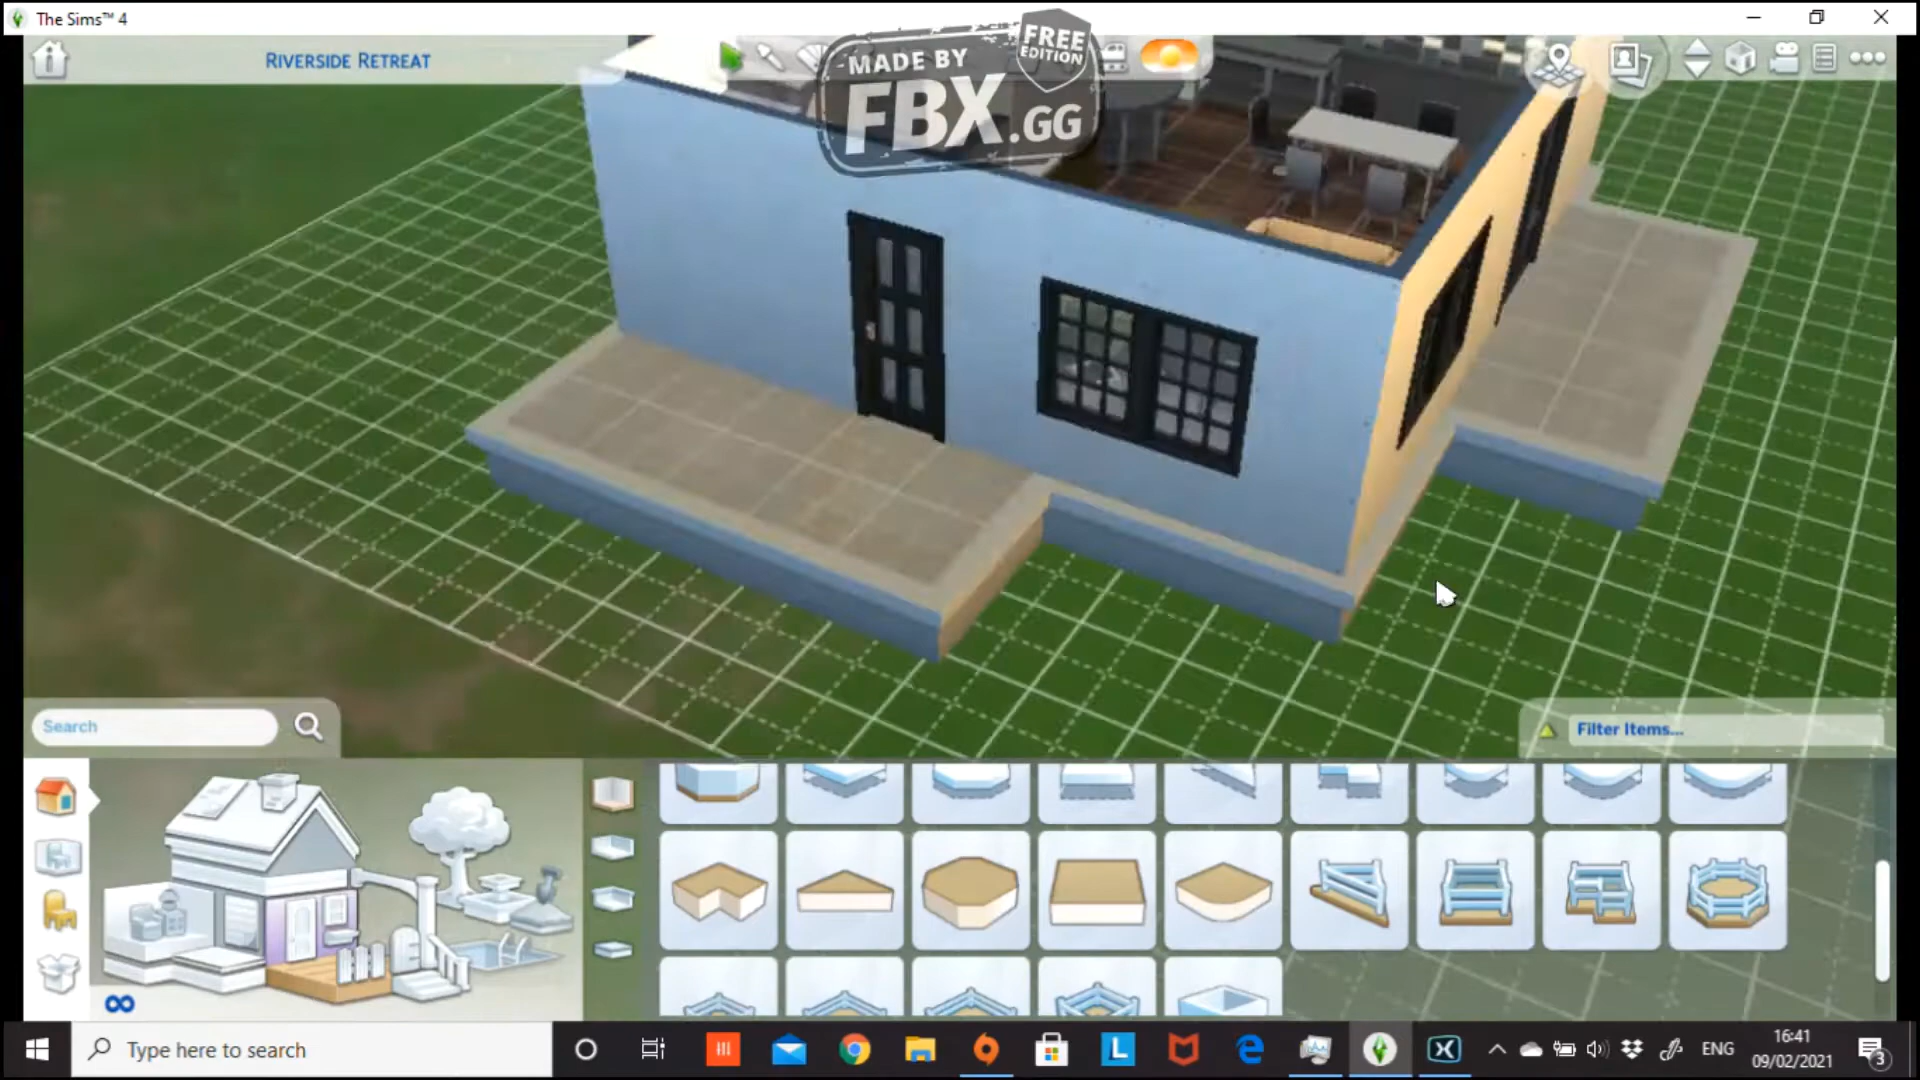 The Sims™ 4
RIVERSIDE RETREAT
MADE BY
FREE
EDITION
FBX.GG
Search
Filter Items...
Type here to search
L
ENG
16:41
09/02/2021
3